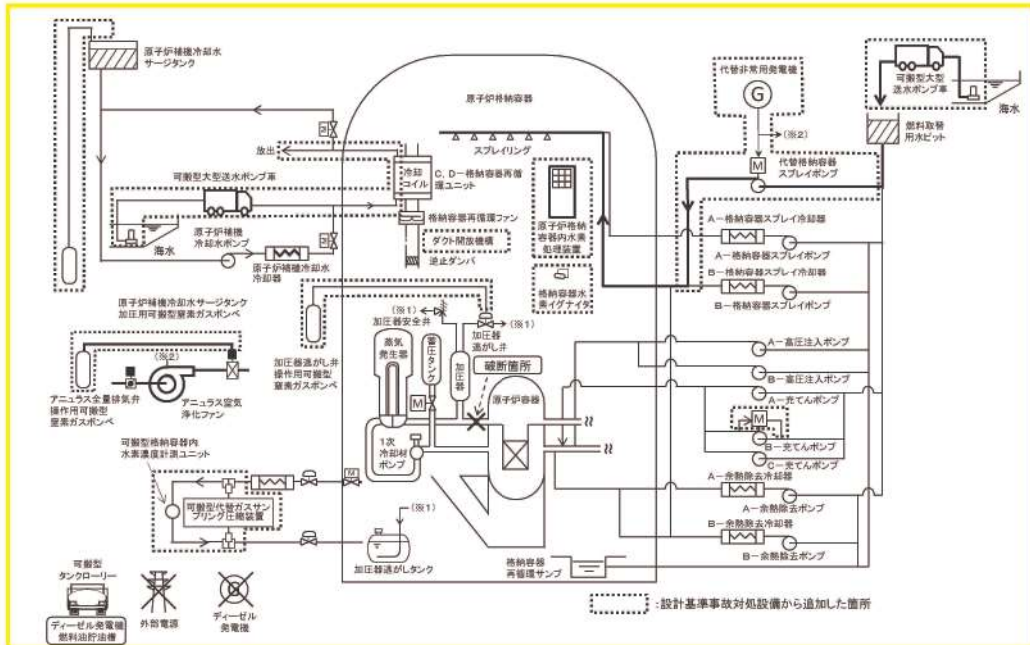 原子炉補機冷却水
サージタンク
放出
可搬型大型送水ポンプ車
海水
原子炉補機
冷却水ポンプ
原子炉補機冷却水
冷却器
原子炉補機冷却水サージタンク
加圧用可搬型窒素ガスボンベ
原子炉格納容器
スプレイリング
冷却
コイル
C,D-格納容器再循
環ユニット
格納容器再循環ファン
ダクト開放機構
逆止ダンパ
原子炉格納
容器内水素
処理装置
格納容器水
素イグナイタ
代替非常用発電機
G
(※2)
M
代替格納容器
スプレイポンプ
可搬型大型
送水ポンプ車
海水
燃料取替
用水ピット
A-格納容器スプレイ冷却器
A-格納容器スプレイポンプ
B-格納容器スプレイ冷却器
B-格納容器スプレイポンプ
(※2)
アニュラス全量排気弁
操作用可搬型
窒素ガスボンベ
アニュラス空気
浄化ファン
加圧器逃がし弁
操作用可搬型
窒素ガスボンベ
(※1)
加圧器安全弁
(※1)
加圧器
逃がし弁
蒸気
発生器
蓄圧タンク
加圧器
破断箇所
原子炉容器
M
1次
冷却材
ポンプ
A-高圧注入ポンプ
B-高圧注入ポンプ
A-充てんポンプ
M
B-充てんポンプ
C-充てんポンプ
A-余熱除去冷却器
A-余熱除去ポンプ
B-余熱除去冷却器
B-余熱除去ポンプ
可搬型格納容器内
水素濃度計測ユニット
M
可搬型代替ガスサン
プリング圧縮装置
(※1)
加圧器逃がしタンク
格納容器
再循環サンプ
可搬型
タンクローリー
ディーゼル発電機
燃料油貯油槽
外部電源
ディーゼル
発電機
:設計基準事故対処設備から追加した箇所